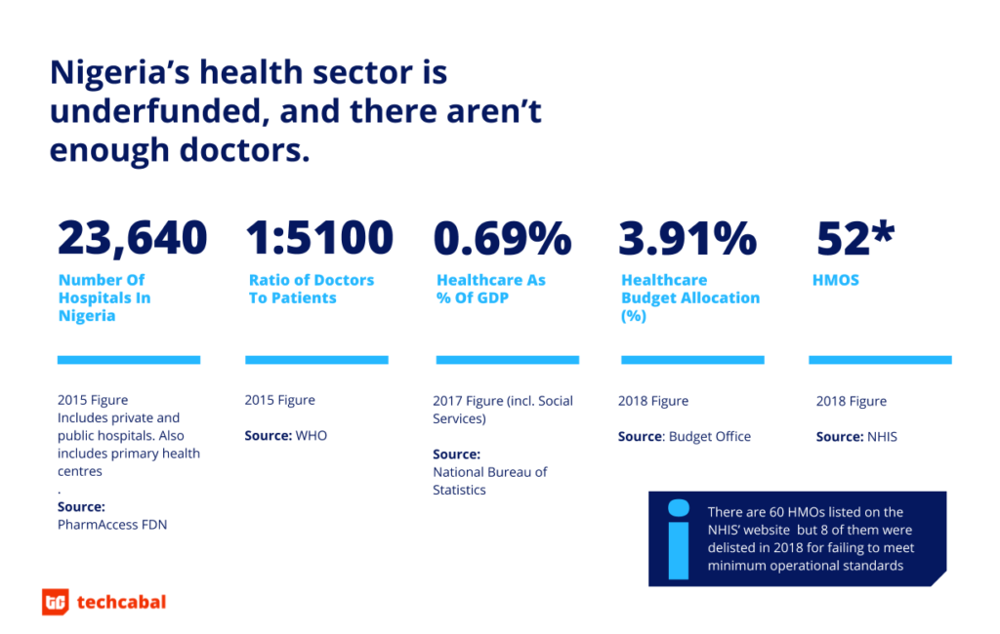 Nigeria’s health sector is
underfunded, and there aren’t
enough doctors.
23,640
Number Of
Hospitals In
Nigeria
2015 Figure
Includes private and
public hospitals. Also
includes primary health
centres
.
Source:
PharmAccess FDN
1:5100
Ratio of Doctors
To Patients
2015 Figure
Source: WHO
0.69%
Healthcare As
% Of GDP
2017 Figure (incl. Social
Services)
Source:
National Bureau of
Statistics
3.91%
Healthcare
Budget Allocation
(%)
2018 Figure
Source: Budget Office
52*
HMOS
2018 Figure
Source: NHIS
There are 60 HMOs listed on the
NHIS’ website but 8 of them were
delisted in 2018 for failing to meet
minimum operational standards
TC techcabal